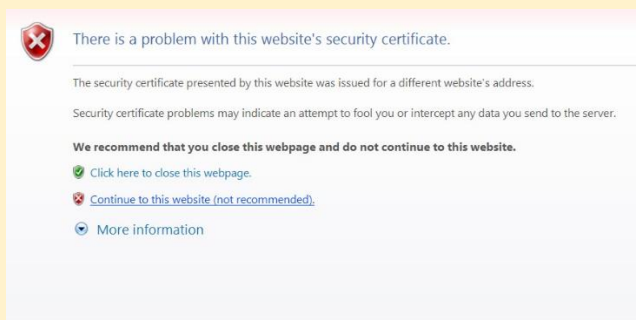 There is a problem with this website's security certificate.
The security certificate presented by this website was issued for a different website's address.
Security certificate problems may indicate an attempt to fool you or intercept any data you send to the server.
We recommend that you close this webpage and do not continue to this website.
Click here to close this webpage.
Continue to this website (not recommended).
More information